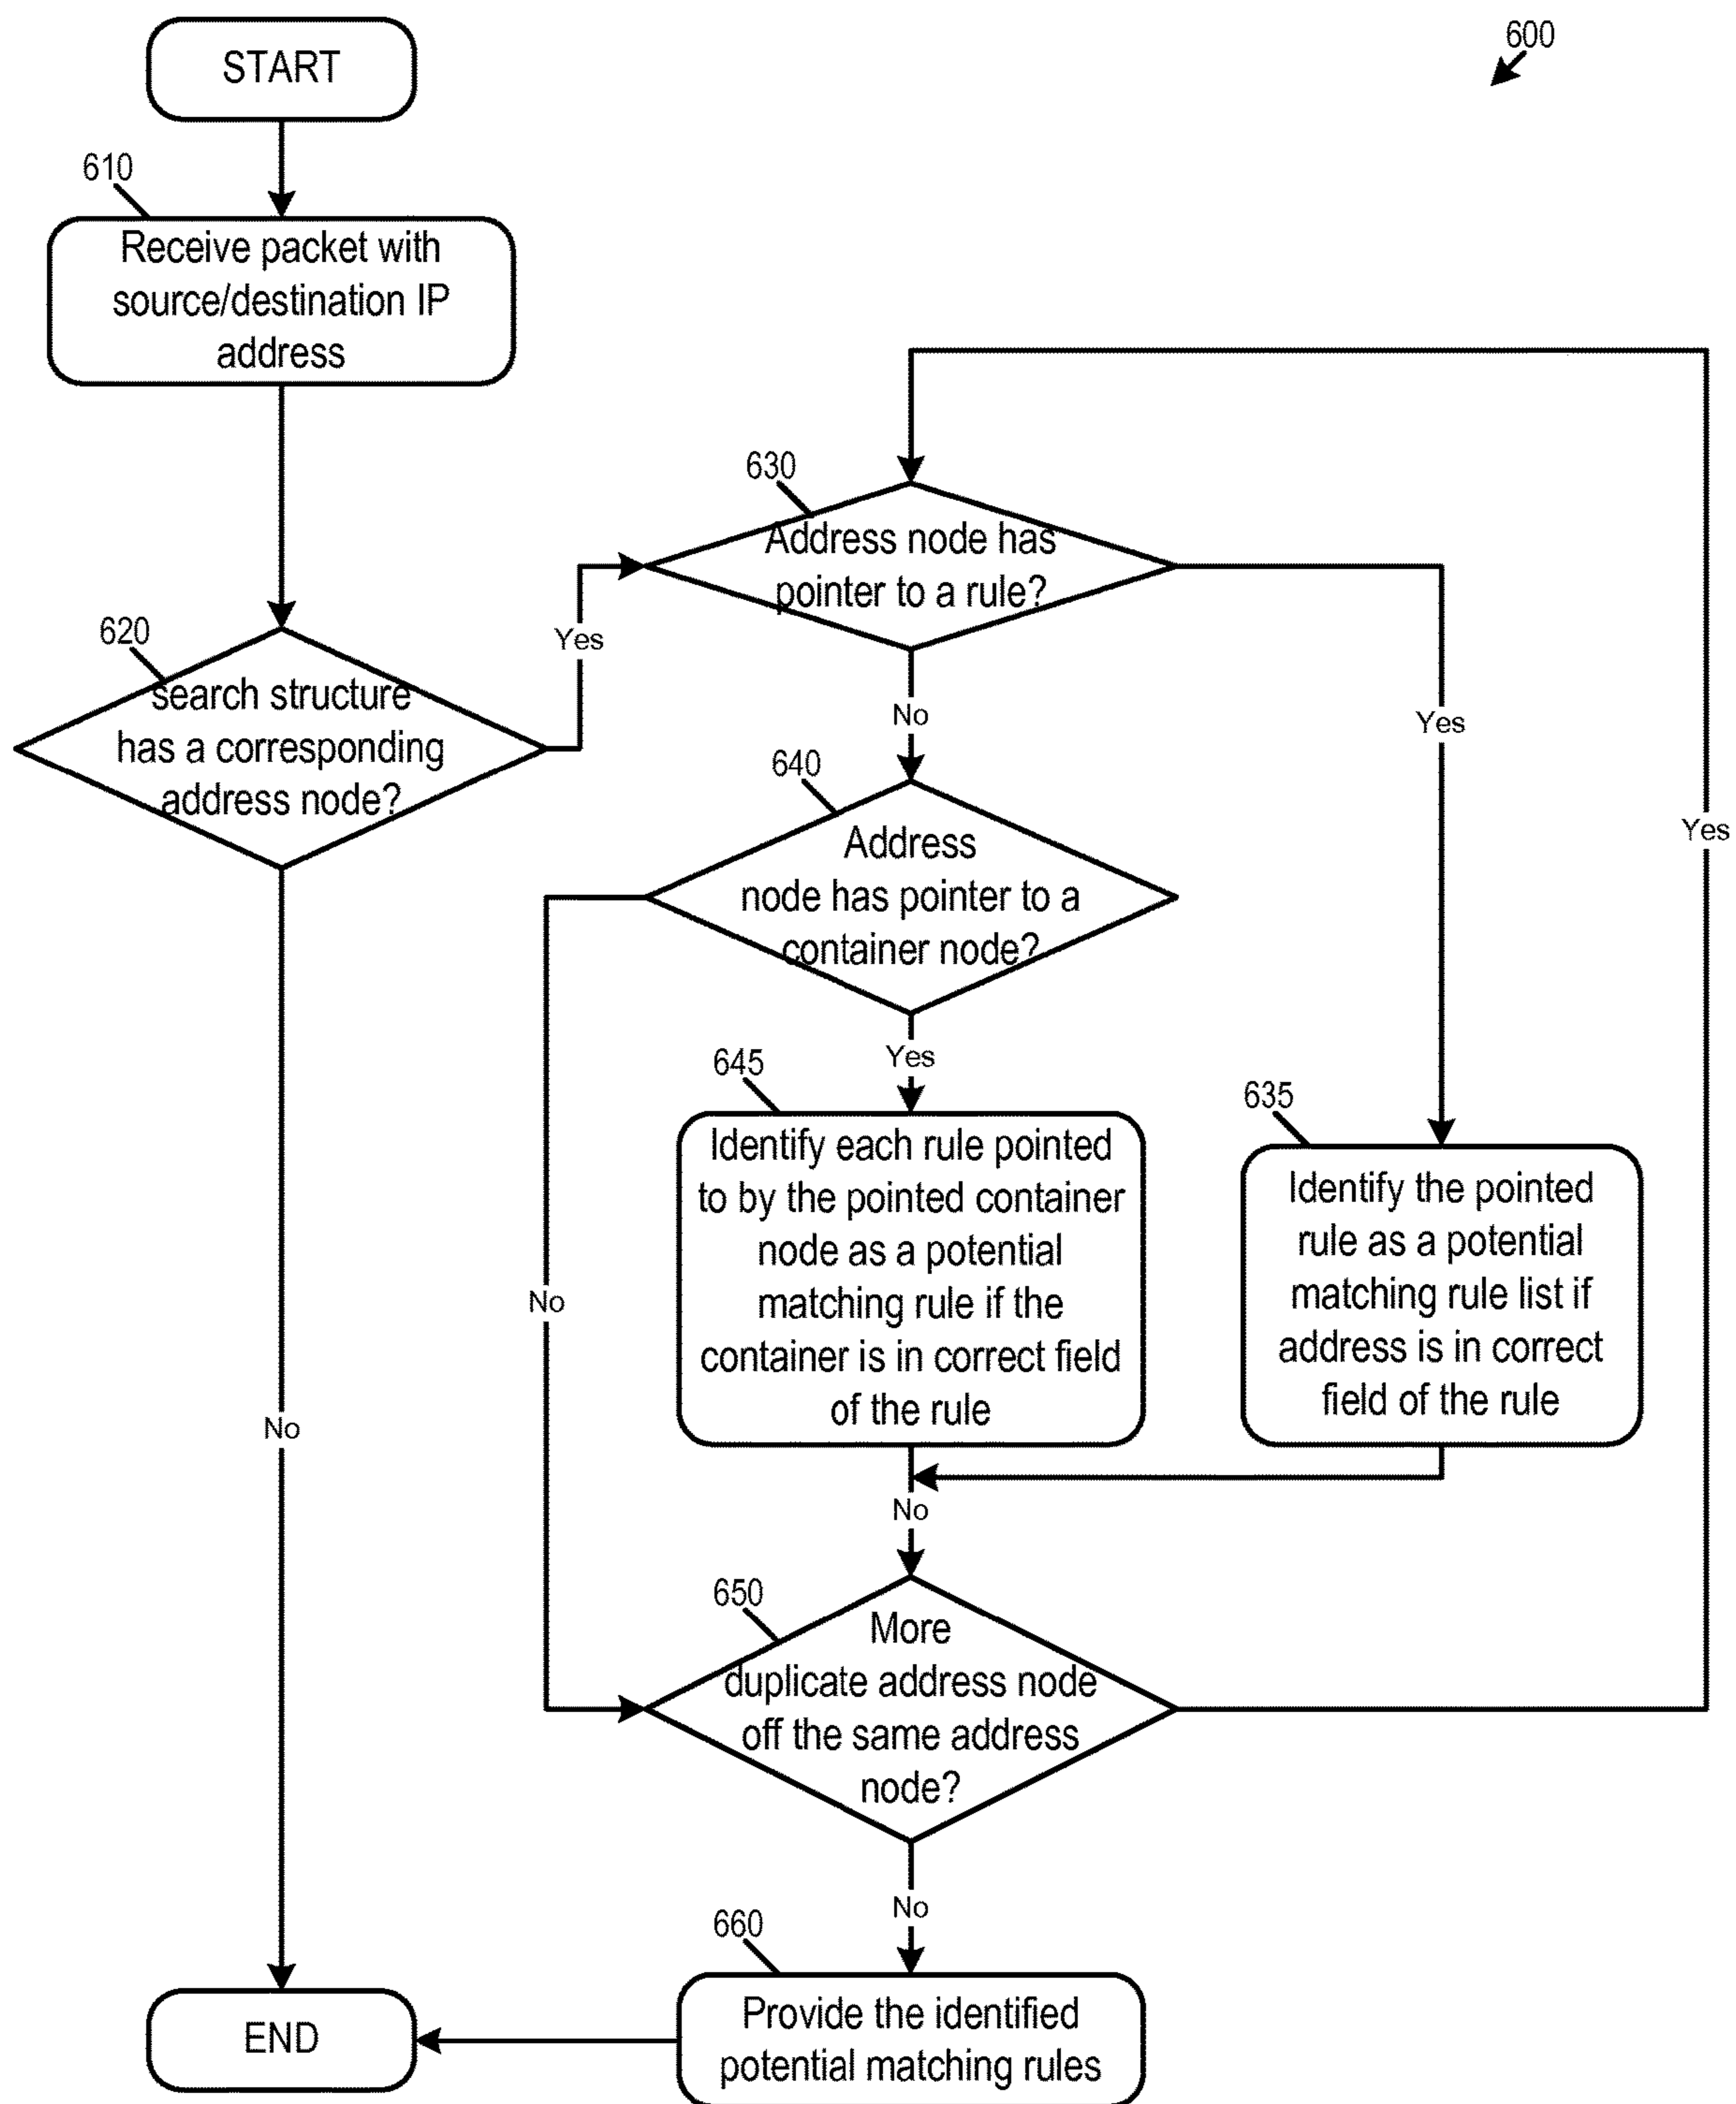 START
600
610
Receive packet with
source/destination IP
address
620
search structure
has a corresponding
address node?
Yes
No
630
Address node has
pointer to a rule?
No
Yes
Yes
640
Address
node has pointer to a
container node?
Yes
No
645
Identify each rule pointed
to by the pointed container
node as a potential
matching rule if the
container is in correct field
of the rule
635
Identify the pointed
rule as a potential
matching rule list if
address is in correct
field of the rule
No
650
More
duplicate address node
off the same address
node?
No
660
Provide the identified
potential matching rules
END